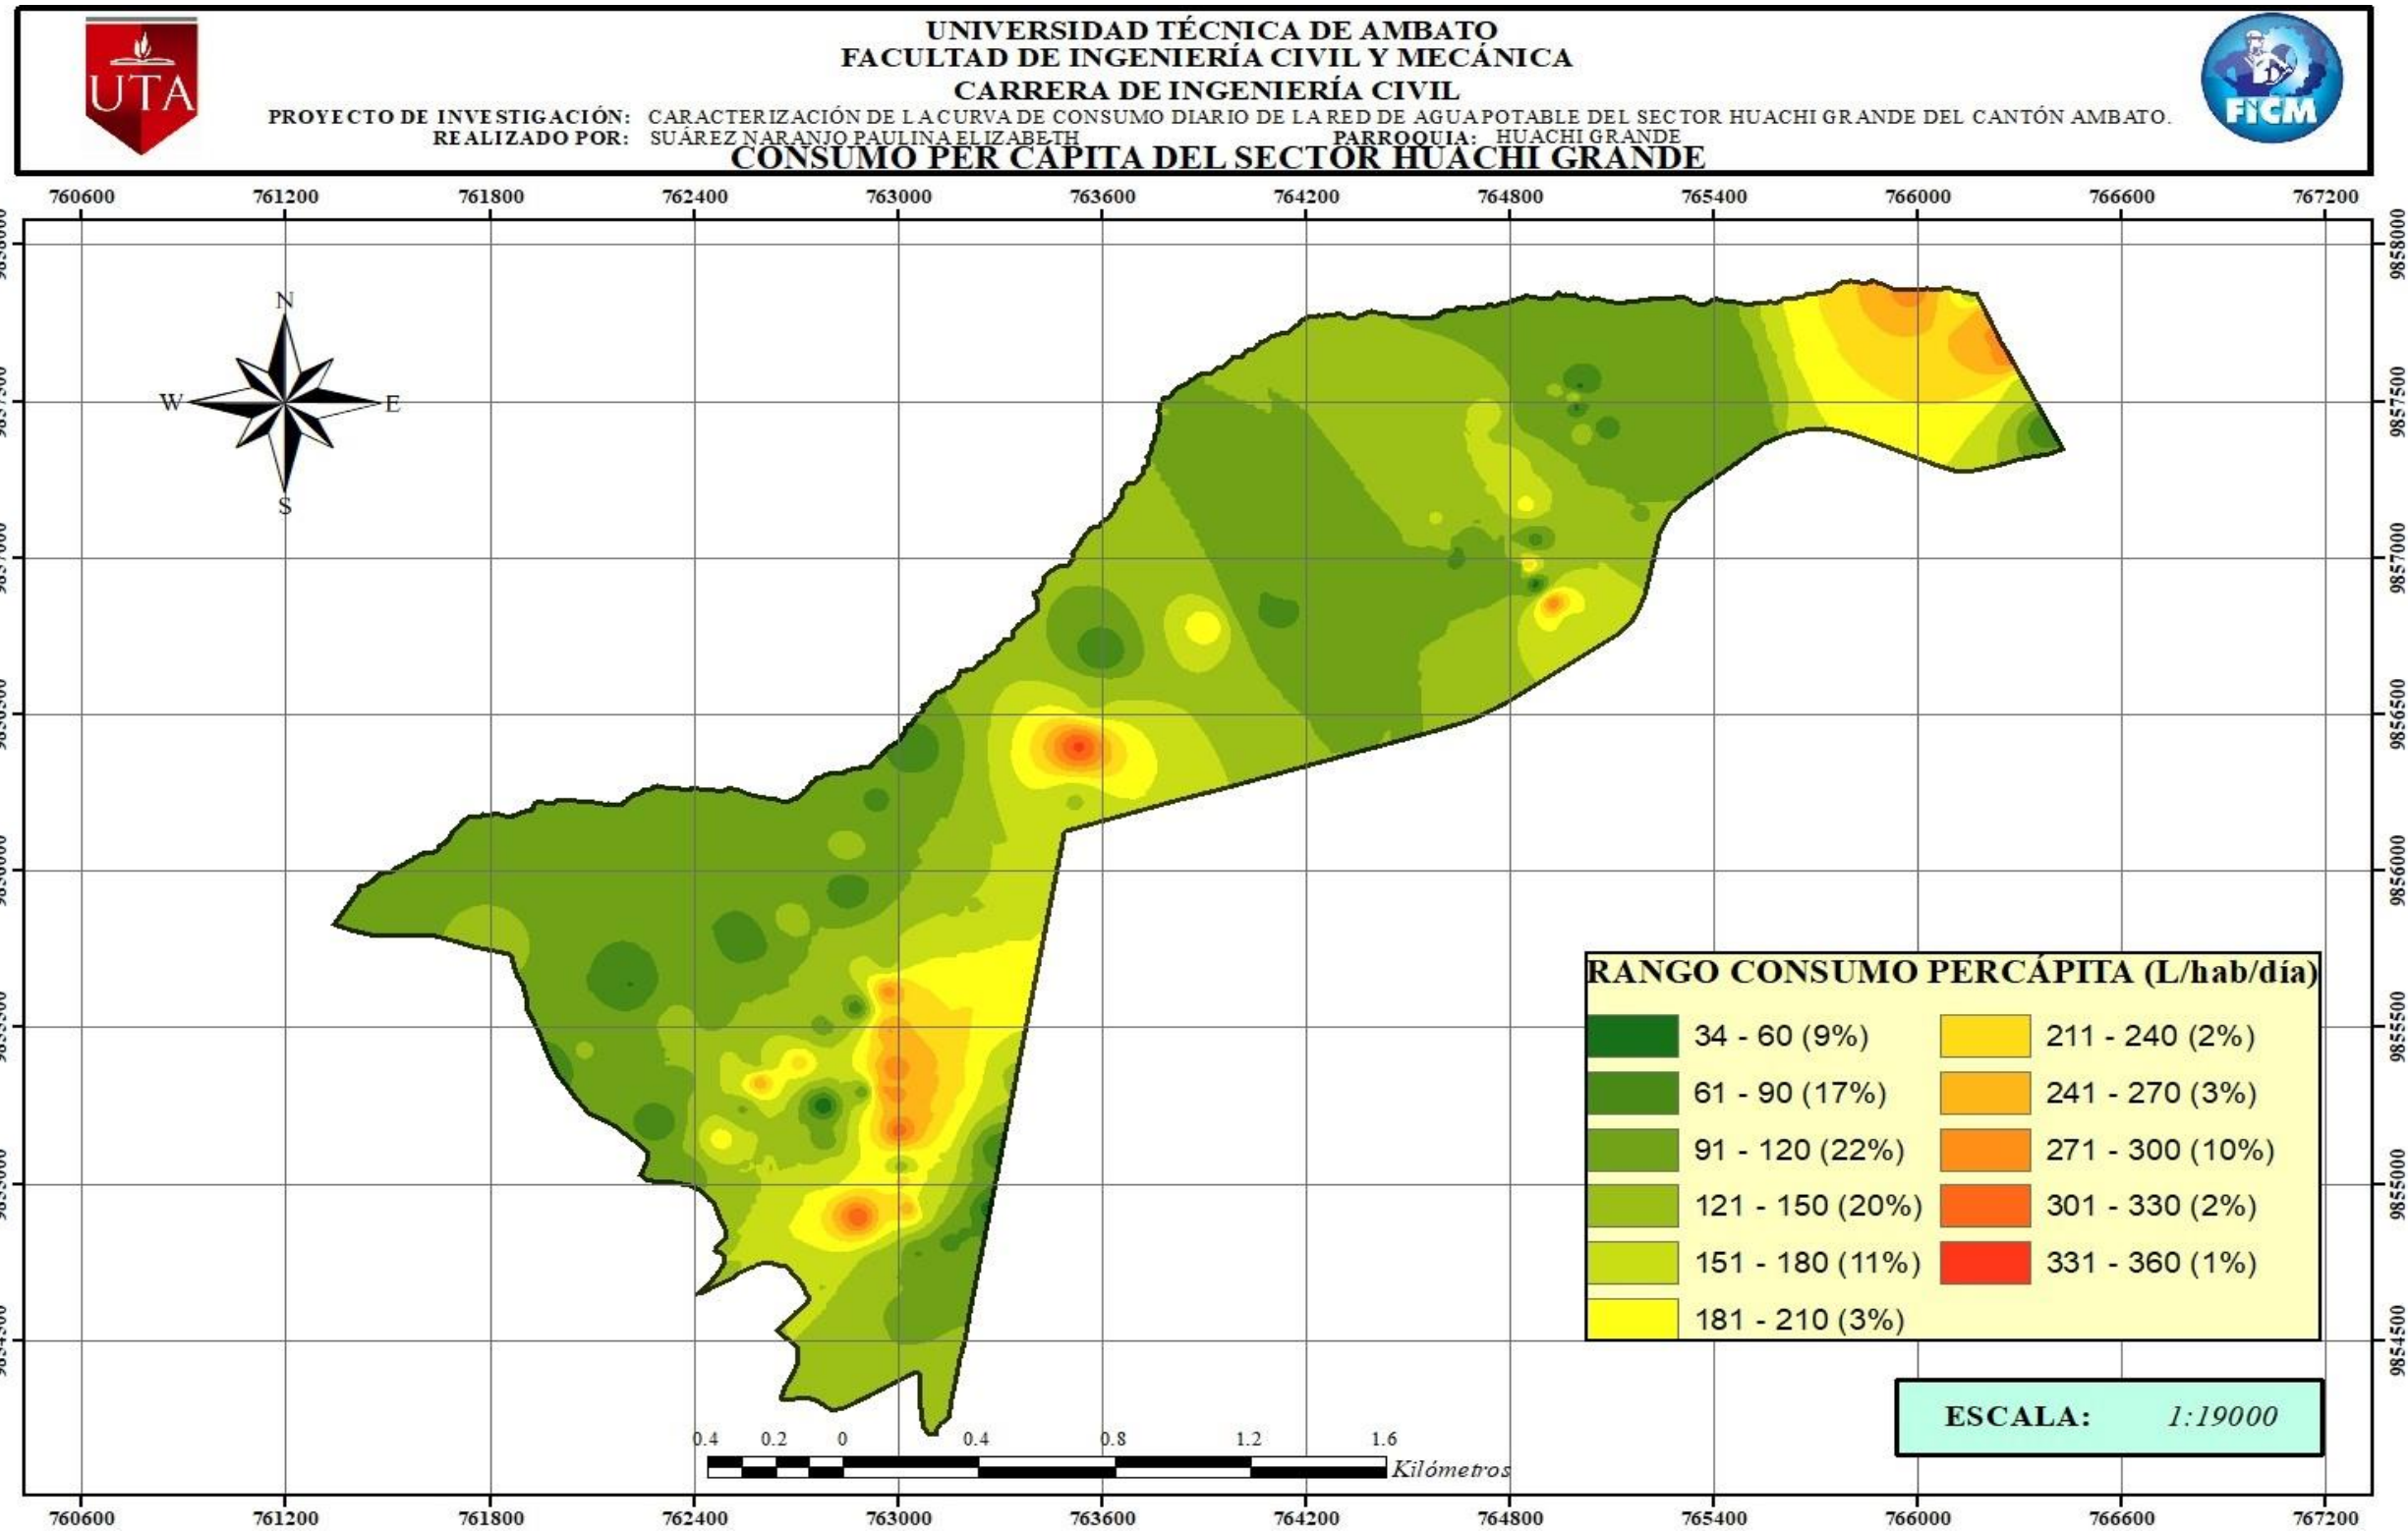 UNIVERSIDAD TÉCNICA DE AMBATO
FACULTAD DE INGENIERÍA CIVIL Y MECÁNICA
CARRERA DE INGENIERÍA CIVIL
UTA
FICM
PROYECTO DE INVESTIGACIÓN: CARACTERIZACIÓN DE LA CURVA DE CONSUMO DIARIO DE LA RED DE AGUA POTABLE DEL SECTOR HUACHI GRANDE DEL CANTÓN AMBATO.
REALIZADO POR: SUÁREZ NARANJO PAULINA ELIZABETH PARROQUIA: HUACHI GRANDE
CONSUMO PER CÁPITA DEL SECTOR HUACHI GRANDE
760600 761200 761800 762400 763000 763600 764200 764800 765400 766000 766600 767200
9858000
9857500
9857000
9856500
9856000
9855500
9855000
9854500
N
W E
S
RANGO CONSUMO PERCÁPITA (L/hab/día)
34 - 60 (9%) 211 - 240 (2%)
61 - 90 (17%) 241 - 270 (3%)
91 - 120 (22%) 271 - 300 (10%)
121 - 150 (20%) 301 - 330 (2%)
151 - 180 (11%) 331 - 360 (1%)
181 - 210 (3%)
ESCALA: 1:19000
0.4 0.2 0 0.4 0.8 1.2 1.6
Kilómetros
760600 761200 761800 762400 763000 763600 764200 764800 765400 766000 766600 767200